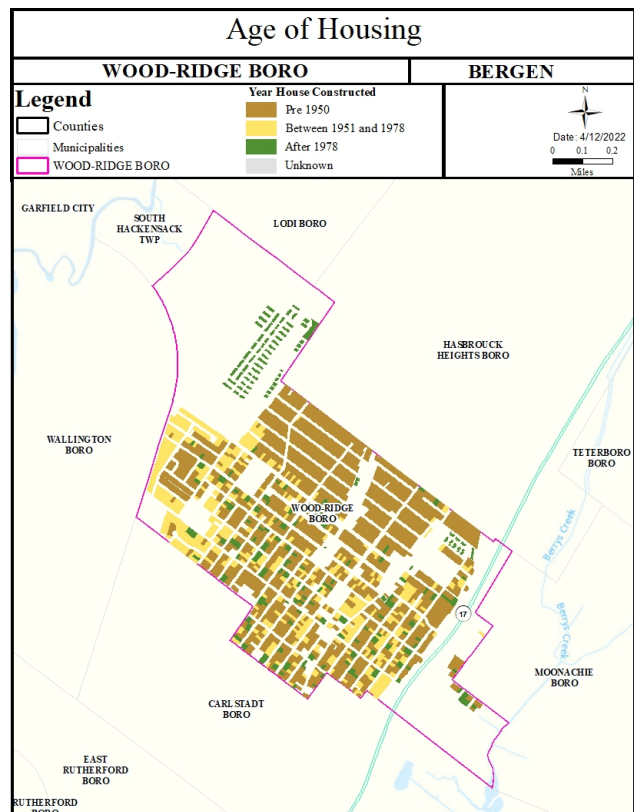 Age of Housing
WOOD-RIDGE BORO
BERGEN
Legend
Counties
Municipalities
WOOD-RIDGE BORO
Year House Constructed
Pre 1950
Between 1951 and 1978
After 1978
Unknown
N
Date: 4/12/2022
0 0.1 0.2
Miles
GARFIELD CITY
SOUTH
HACKENSACK
TWP
LODI BORO
HASBROUCK
HEIGHTS BORO
WALLINGTON
BORO
TETERBORO
BORO
WOOD-RIDGE
BORO
Berrys Creek
17
Berrys Creek
MOONACHIE
BORO
CARLSTADT
BORO
EAST
RUTHERFORD
BORO
RUTHERFORD
BORO